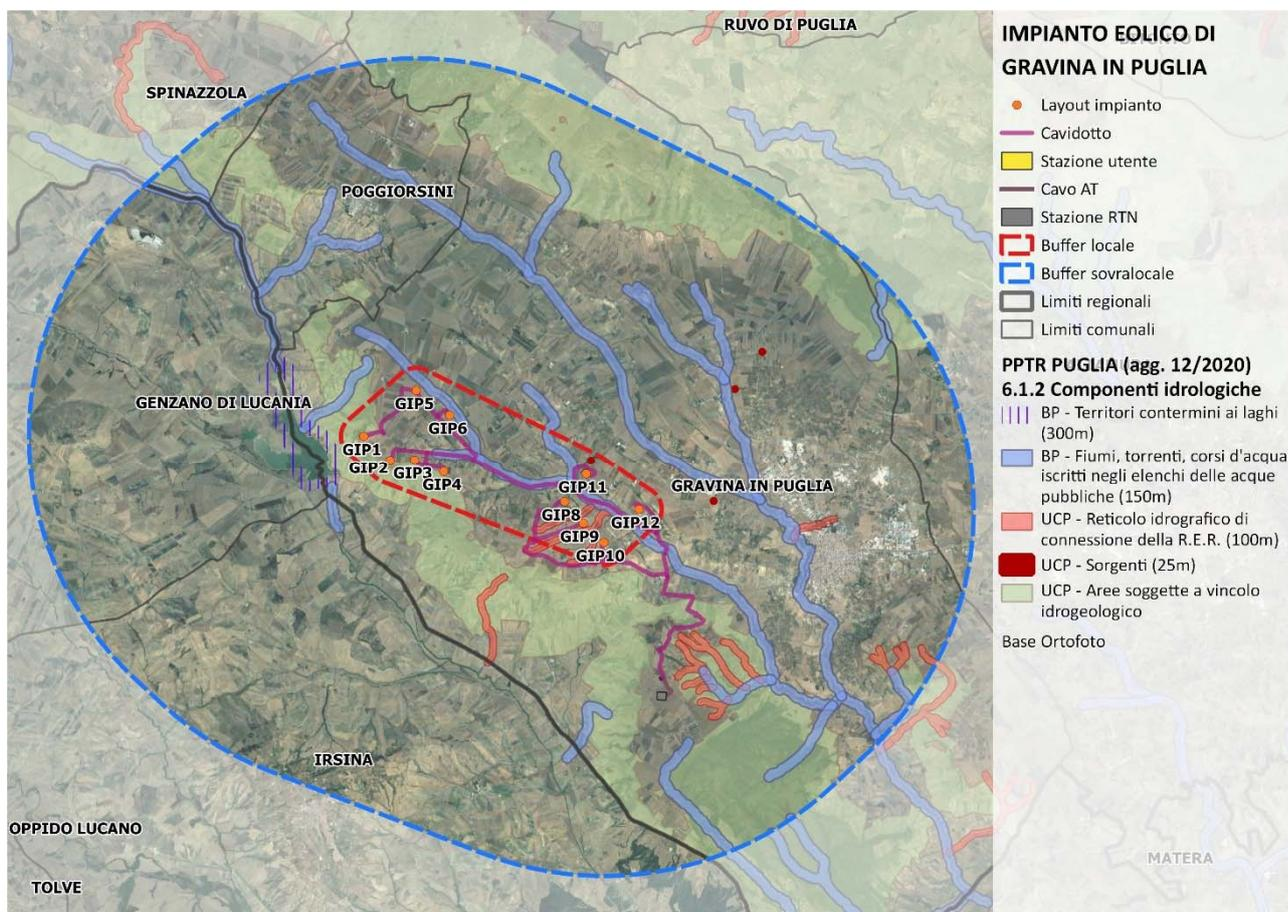 RUVO DI PUGLIA
SPINAZZOLA
POGGIORSINI
GENZANO DI LUCANIA
GIP5
GIP6
GIP1
GIP2
GIP3
GIP4
GIP11
GRAVINA IN PUGLIA
GIP8
GIP12
GIP9
GIP10
IRSINA
OPPIDO LUCANO
TOLVE
IMPIANTO EOLICO DI
GRAVINA IN PUGLIA
Layout impianto
Cavidotto
Stazione utente
Cavo AT
Stazione RTN
Buffer locale
Buffer sovralocale
Limiti regionali
Limiti comunali
PPTR PUGLIA (agg. 12/2020)
6.1.2 Componenti idrologiche
BP - Territori contermini ai laghi
(300m)
BP - Fiumi, torrenti, corsi d'acqua
iscritti negli elenchi delle acque
pubbliche (150m)
UCP - Reticolo idrografico di
connessione della R.E.R. (100m)
UCP - Sorgenti (25m)
UCP - Aree soggette a vincolo
idrogeologico
Base Ortofoto
MATERA